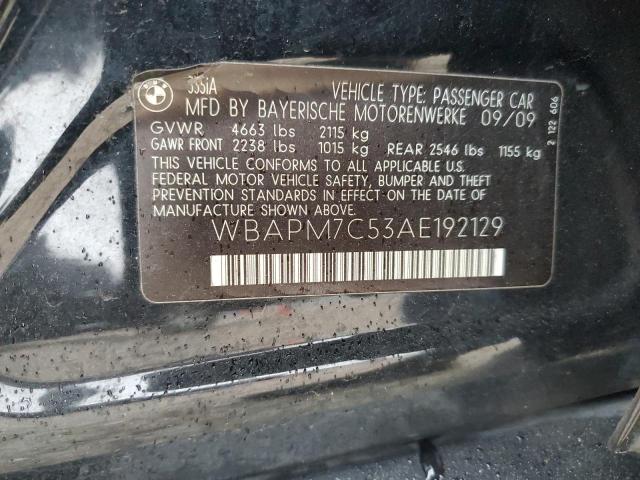 335iA VEHICLE TYPE: PASSENGER CAR
MFD BY BAYERISCHE MOTORENWERKE 09/09
GVWR 4663 lbs 2115 kg
GAWR FRONT 2238 lbs 1015 kg REAR 2546 lbs 1155 kg
THIS VEHICLE CONFORMS TO ALL APPLICABLE U.S.
FEDERAL MOTOR VEHICLE SAFETY, BUMPER AND THEFT
PREVENTION STANDARDS IN EFFECT ON THE DATE OF
MANUFACTURE SHOWN ABOVE.
WBAPM7C53AE192129
2 122 606